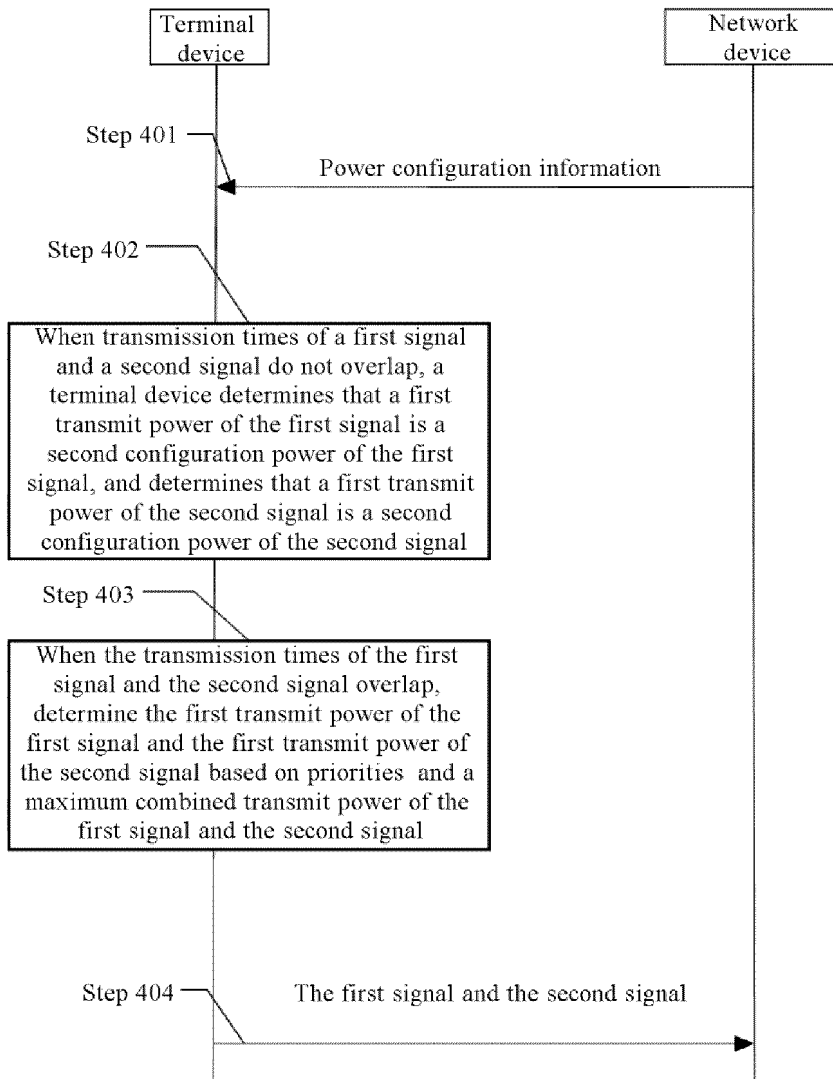 Terminal
device
Network
device
Step 401
Power configuration information
Step 402
When transmission times of a first signal
and a second signal do not overlap, a
terminal device determines that a first
transmit power of the first signal is a
second configuration power of the first
signal, and determines that a first transmit
power of the second signal is a second
configuration power of the second signal
Step 403
When the transmission times of the first
signal and the second signal overlap,
determine the first transmit power of the
first signal and the first transmit power of
the second signal based on priorities and a
maximum combined transmit power of the
first signal and the second signal
Step 404
The first signal and the second signal